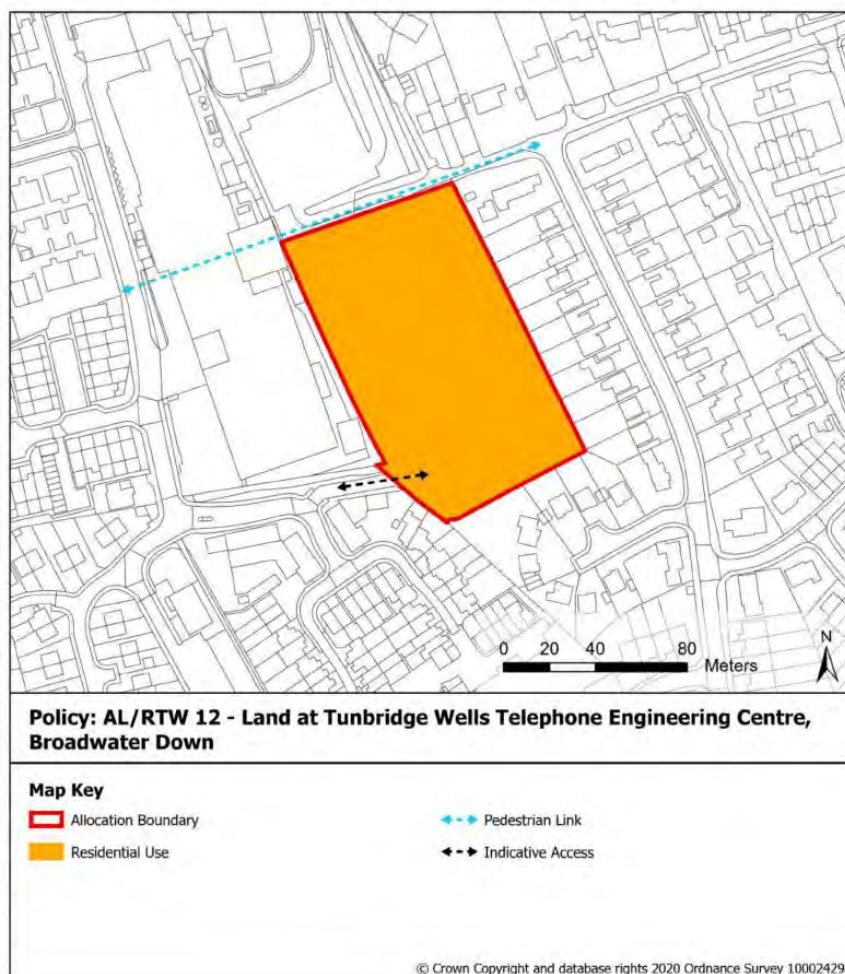 0 20 40 80
Meters
N
Policy: AL/RTW 12 - Land at Tunbridge Wells Telephone Engineering Centre,
Broadwater Down
Map Key
Allocation Boundary
Pedestrian Link
Residential Use
Indicative Access
© Crown Copyright and database rights 2020 Ordnance Survey 10002429